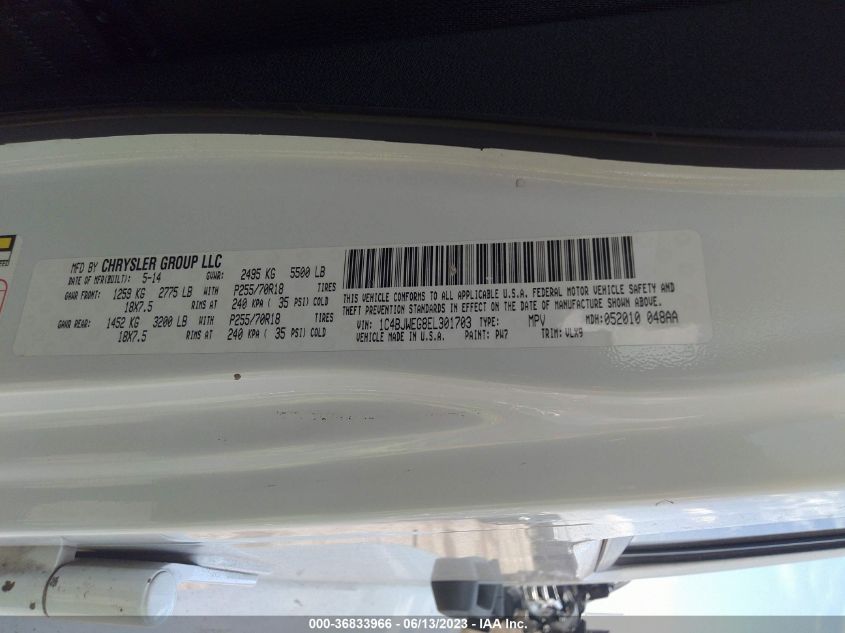 MFD BY CHRYSLER GROUP LLC
DATE OF MFR(BUILT): 5-14 GVWR: 2495 KG 5500 LB
GAWR FRONT: 1259 KG 2775 LB WITH P255/70R18 TIRES
18X7.5 RIMS AT 240 KPA ( 35 PSI) COLD
GAWR REAR: 1452 KG 3200 LB WITH P255/70R18 TIRES
18X7.5 RIMS AT 240 KPA ( 35 PSI) COLD
THIS VEHICLE CONFORMS TO ALL APPLICABLE U.S.A. FEDERAL MOTOR VEHICLE SAFETY AND
THEFT PREVENTION STANDARDS IN EFFECT ON THE DATE OF MANUFACTURE SHOWN ABOVE.
VIN: 1C4BJWEG8EL301703 TYPE: MPV MDH: 052010 048AA
VEHICLE MADE IN U.S.A. PAINT: PW7 TRIM: VLX9
000-36833966 - 06/13/2023 - IAA Inc.